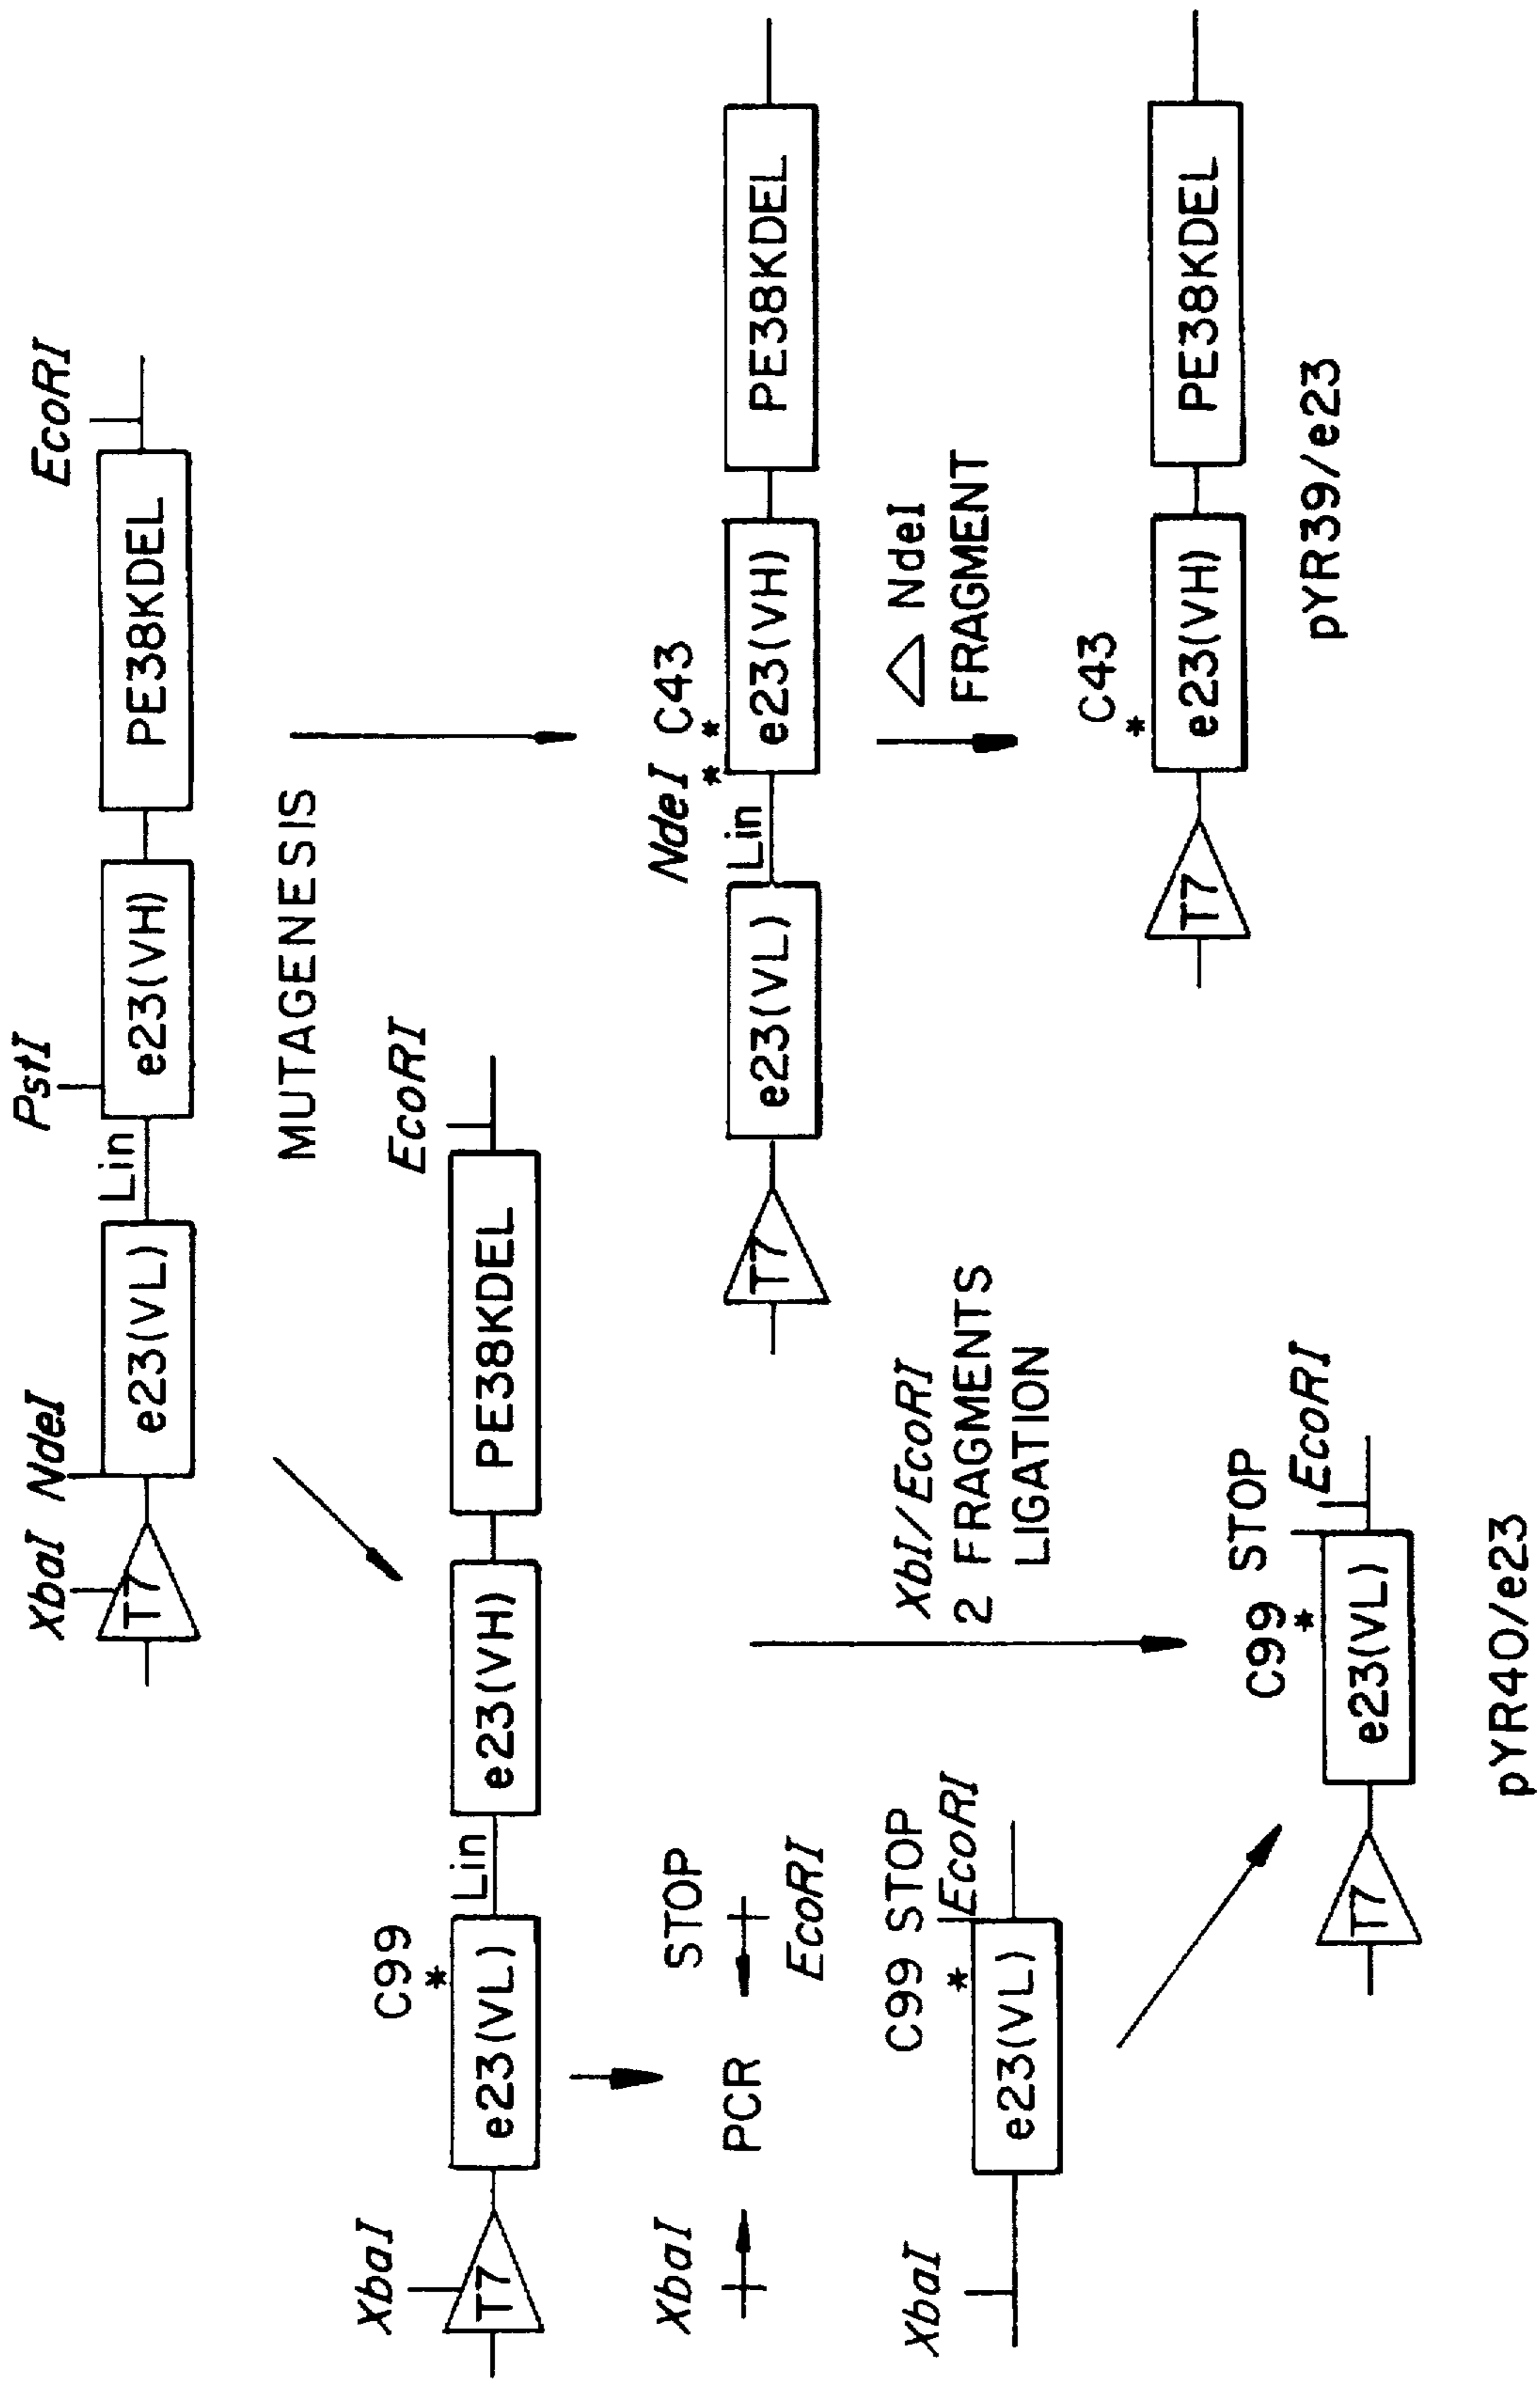 XbaI NdeI PstI EcoRI
T7 e23(VL) Lin e23(VH) PE38KDEL
MUTAGENESIS
XbaI C99 EcoRI
*
T7 e23(VL) Lin e23(VH) PE38KDEL
NdeI C43
* *
T7 e23(VL) Lin e23(VH) PE38KDEL
XbaI PCR STOP
EcoRI
XbI/EcoRI
2 FRAGMENTS
LIGATION
△ NdeI
FRAGMENT
XbaI C99 STOP
* EcoRI
e23(VL)
C43
*
T7 e23(VH) PE38KDEL
pYR39/e23
C99 STOP
* EcoRI
T7 e23(VL)
pYR40/e23